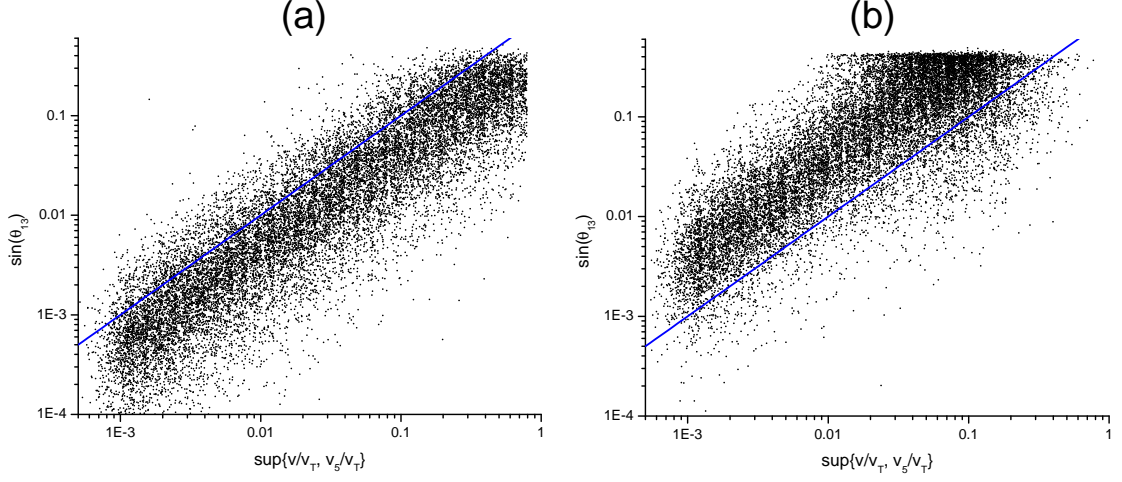 (a)
0.1
0.01
1E-3
1E-4
sin(θ13)
1E-3 0.01 0.1 1
sup{v/vT, v5/vT}
(b)
0.1
0.01
1E-3
1E-4
sin(θ13)
1E-3 0.01 0.1 1
sup{v/vT, v5/vT}